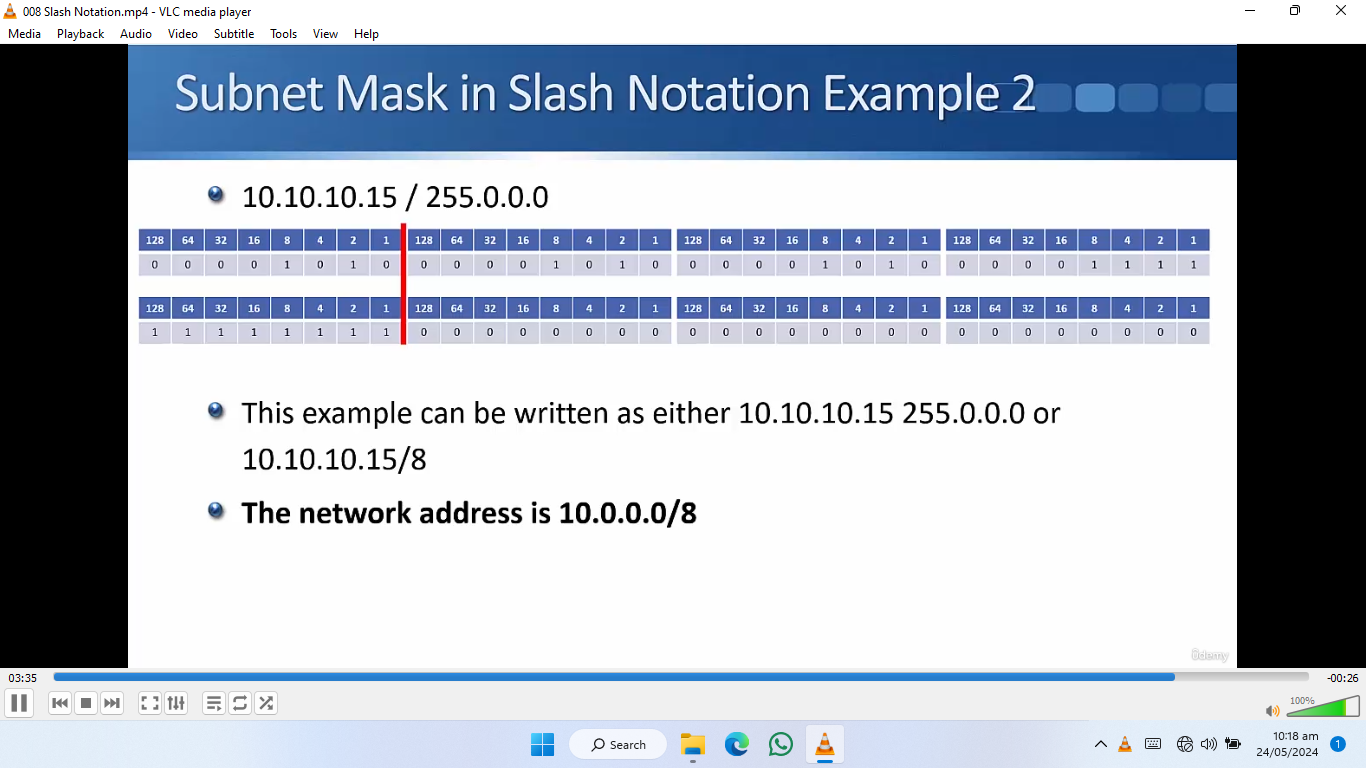 008 Slash Notation.mp4 - VLC media player
Media Playback Audio Video Subtitle Tools View Help
Subnet Mask in Slash Notation Example 2
10.10.10.15 / 255.0.0.0
128 64 32 16 8 4 2 1 128 64 32 16 8 4 2 1 128 64 32 16 8 4 2 1 128 64 32 16 8 4 2 1
0 0 0 0 1 0 1 0 0 0 0 0 1 0 1 0 0 0 0 0 1 0 1 0 0 0 0 0 1 1 1 1
128 64 32 16 8 4 2 1 128 64 32 16 8 4 2 1 128 64 32 16 8 4 2 1 128 64 32 16 8 4 2 1
1 1 1 1 1 1 1 1 0 0 0 0 0 0 0 0 0 0 0 0 0 0 0 0 0 0 0 0 0 0 0 0
This example can be written as either 10.10.10.15 255.0.0.0 or
10.10.10.15/8
The network address is 10.0.0.0/8
ûdemy
03:35 -00:26
100%
Search
10:18 am
24/05/2024 1